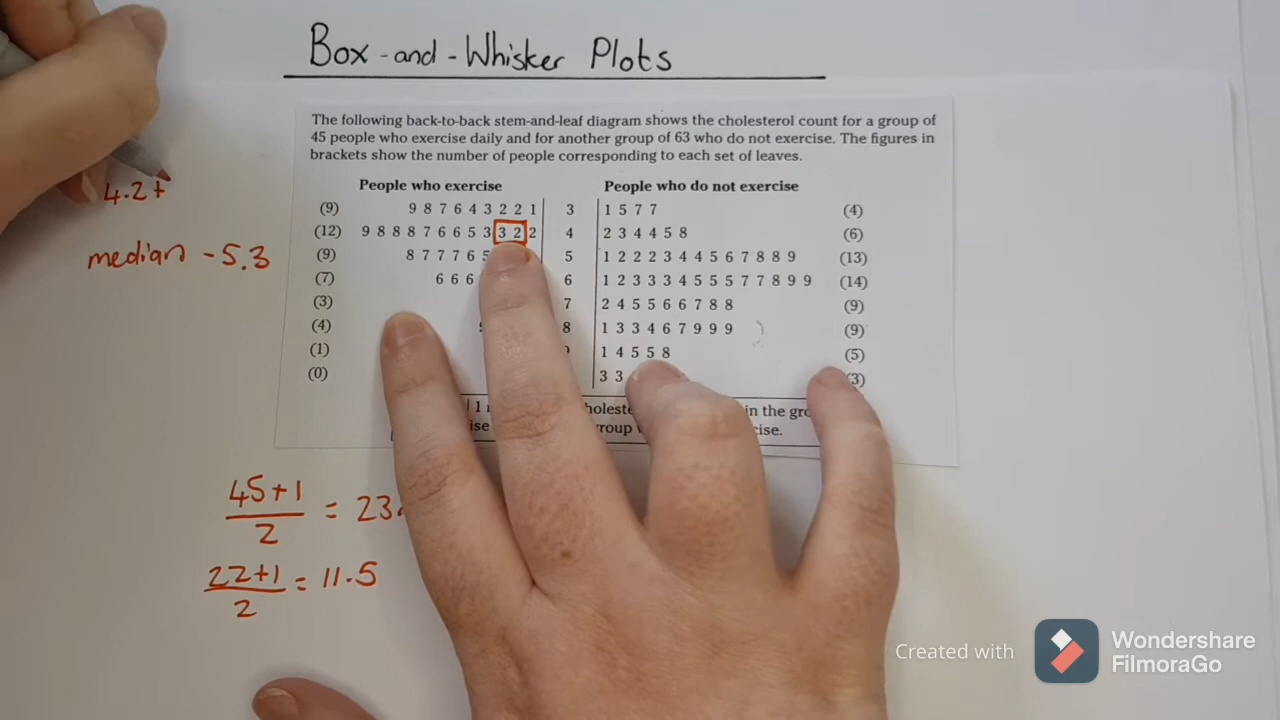 Box-and-Whisker Plots
The following back-to-back stem-and-leaf diagram shows the cholesterol count for a group of
45 people who exercise daily and for another group of 63 who do not exercise. The figures in
brackets show the number of people corresponding to each set of leaves.
People who exercise People who do not exercise
(9) 9 8 7 6 4 3 2 2 1 3 1 5 7 7 (4)
(12) 9 8 8 8 7 6 6 5 3 3 2 2 4 2 3 4 4 5 8 (6)
(9) 8 7 7 7 6 5 5 1 2 2 2 3 4 4 5 6 7 8 8 9 (13)
(7) 6 6 6 6 1 2 3 3 3 4 5 5 5 7 7 8 9 9 (14)
(3) 7 2 4 5 5 6 6 7 8 8 (9)
(4) 8 1 3 3 4 6 7 9 9 9 (9)
(1) 1 4 5 5 8 (5)
(0) 3 3 (3)
4.2+
median - 5.3
45+1
2
= 23
22+1
2
= 11.5
Created with
Wondershare
FilmoraGo